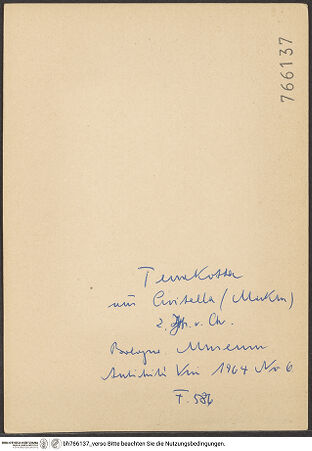 766137
Terrakotta
aus Civitella (Marken)
2. Jh. v. Chr.
Bologna, Museum
Antichità Viva 1964 Nr 6
F. 586
bh766137_verso Bitte beachten Sie die Nutzungsbedingungen.